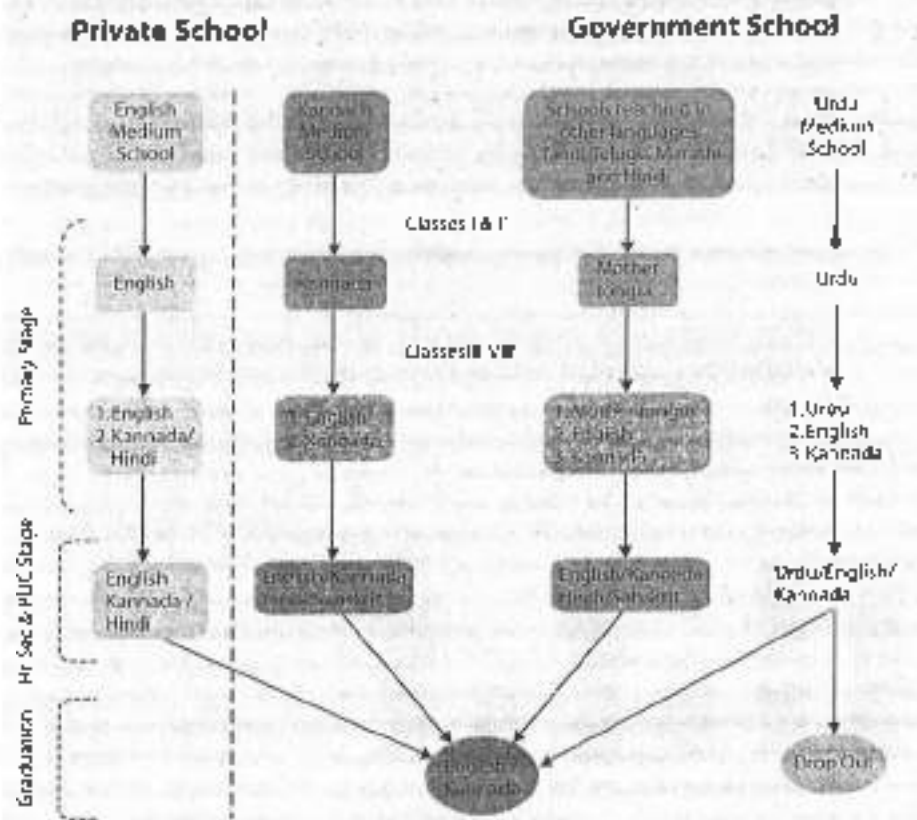 Private School
Government School
English
Medium
School
Kannada
Medium
School
Schools teaching in
other languages
Tamil, Telugu, Marathi
and Hindi
Urdu
Medium
School
Classes I & II
English
Kannada
Mother
Tongue
Urdu
Primary Stage
Classes III-VIII
1.English
2.Kannada/
Hindi
English
Kannada
English
Kannada
1.Urdu
2.English
3.Kannada
Hr Sec & PUC Stage
English
Kannada /
Hindi
English/Kannada
English/Kannada
Hindi/Sanskrit
Urdu/English/
Kannada
Graduation
Kannada
Drop Out